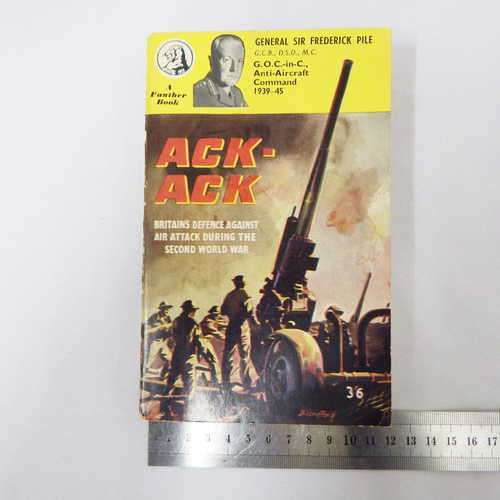 GENERAL SIR FREDERICK PILE
G.C.B., D.S.O., M.C.
G.O.C.-in-C.,
Anti-Aircraft
Command
1939-45
A
Panther
Book
ACK-
ACK
BRITAINS DEFENCE AGAINST
AIR ATTACK DURING THE
SECOND WORLD WAR
3'6
1 2 3 4 5 6 7 8 9 10 11 12 13 14 15 16 17